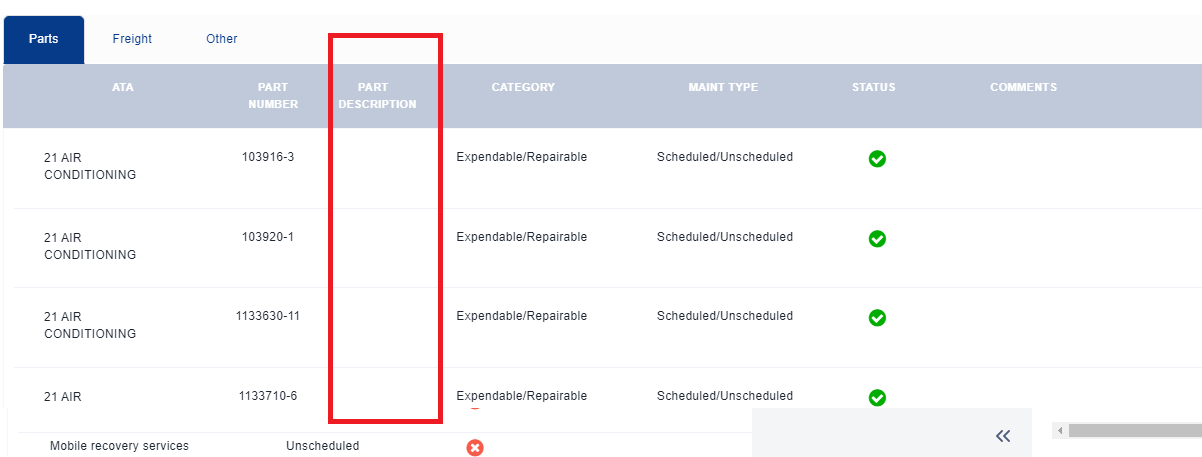 Parts Freight Other
ATA PART NUMBER PART DESCRIPTION CATEGORY MAINT TYPE STATUS COMMENTS
21 AIR CONDITIONING 103916-3 Expendable/Repairable Scheduled/Unscheduled
21 AIR CONDITIONING 103920-1 Expendable/Repairable Scheduled/Unscheduled
21 AIR CONDITIONING 1133630-11 Expendable/Repairable Scheduled/Unscheduled
21 AIR 1133710-6 Expendable/Repairable Scheduled/Unscheduled
Mobile recovery services Unscheduled